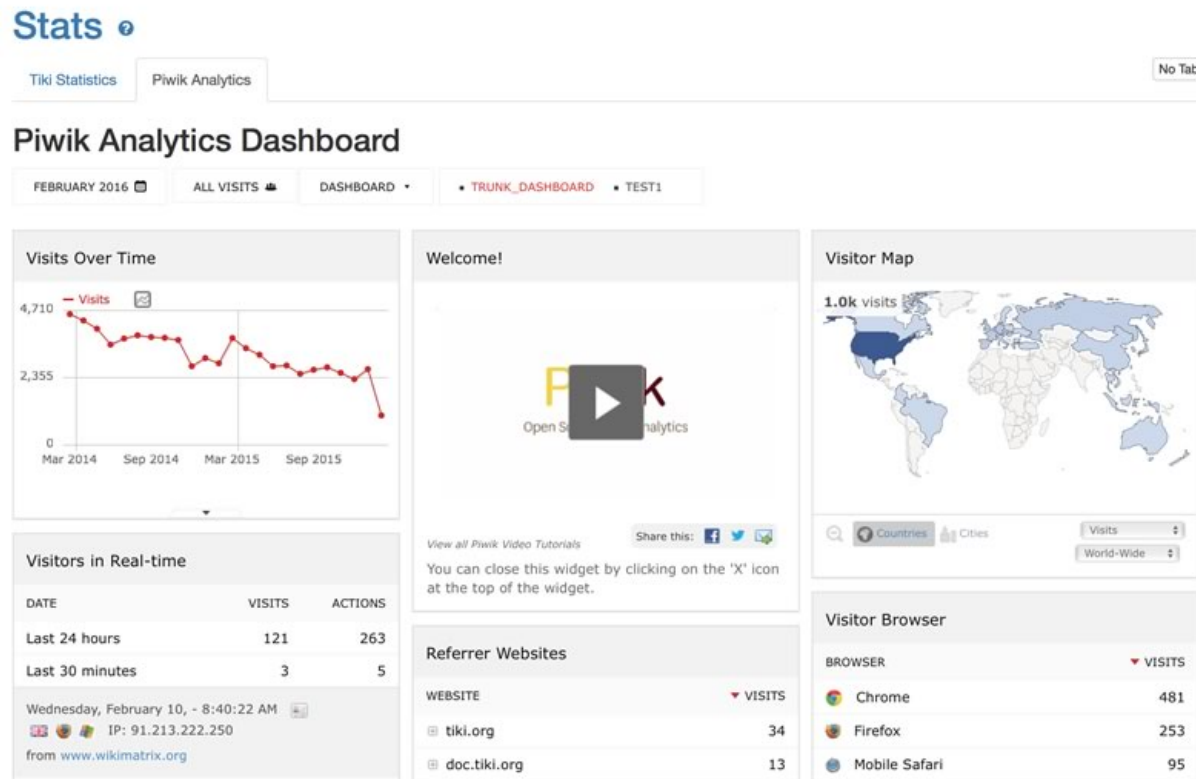 Stats
Tiki Statistics
Piwik Analytics
No Tab
Piwik Analytics Dashboard
FEBRUARY 2016
ALL VISITS
DASHBOARD
• TRUNK_DASHBOARD
• TEST1
Visits Over Time
Visits
4,710
2,355
0
Mar 2014 Sep 2014 Mar 2015 Sep 2015
Visitors in Real-time
DATE VISITS ACTIONS
Last 24 hours 121 263
Last 30 minutes 3 5
Wednesday, February 10, - 8:40:22 AM
IP: 91.213.222.250
from www.wikimatrix.org
Welcome!
P k
Open S nalytics
View all Piwik Video Tutorials
Share this:
You can close this widget by clicking on the 'X' icon
at the top of the widget.
Referrer Websites
WEBSITE VISITS
tiki.org 34
doc.tiki.org 13
Visitor Map
1.0k visits
Countries Cities
Visits
World-Wide
Visitor Browser
BROWSER VISITS
Chrome 481
Firefox 253
Mobile Safari 95